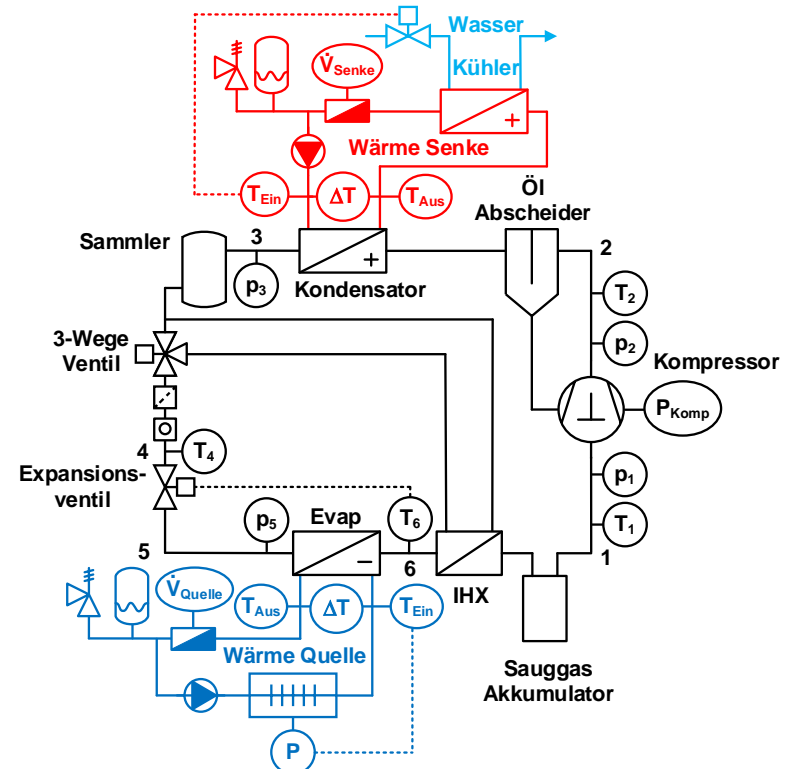 Wasser
Kühler
V̇Senke
Wärme Senke
TEin
ΔT
TAus
Öl
Abscheider
Sammler
3
2
p3
Kondensator
T2
3-Wege
Ventil
p2
Kompressor
PKomp
4
T4
Expansions-
ventil
p1
p5
Evap
T6
T1
5
6
1
IHX
V̇Quelle
TAus
ΔT
TEin
Wärme Quelle
Sauggas
Akkumulator
P